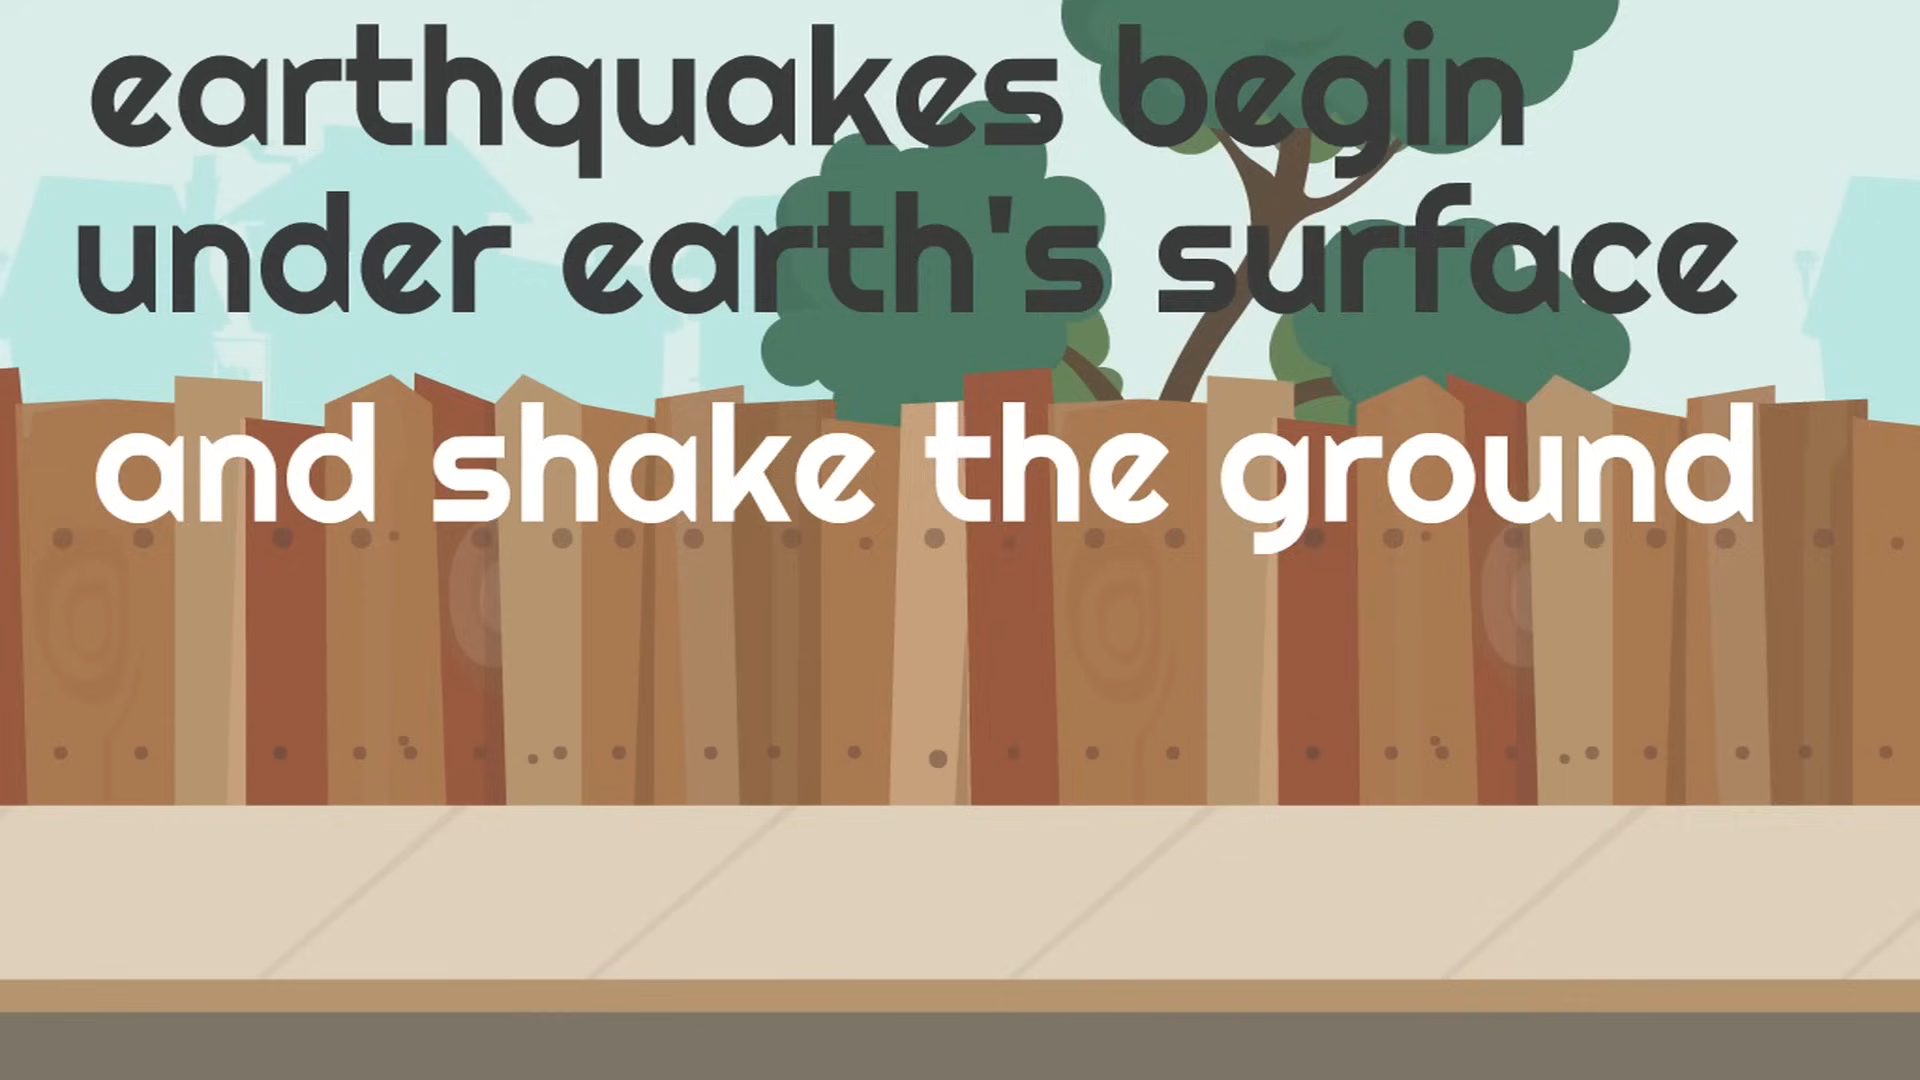 earthquakes begin
under earth's surface
and shake the ground